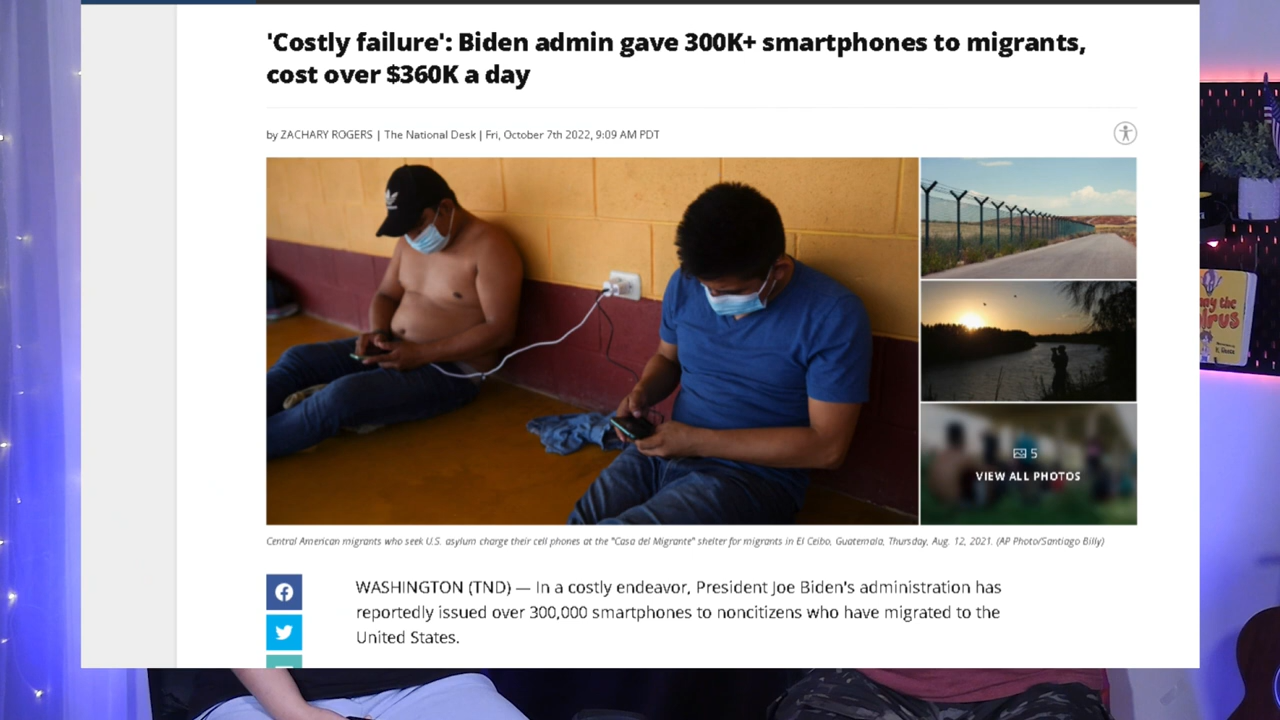 'Costly failure': Biden admin gave 300K+ smartphones to migrants,
cost over $360K a day
by ZACHARY ROGERS | The National Desk | Fri, October 7th 2022, 9:09 AM PDT
5
VIEW ALL PHOTOS
Central American migrants who seek U.S. asylum charge their cell phones at the "Casa del Migrante" shelter for migrants in El Ceibo, Guatemala, Thursday, Aug. 12, 2021. (AP Photo/Santiago Billy)
WASHINGTON (TND) — In a costly endeavor, President Joe Biden's administration has
reportedly issued over 300,000 smartphones to noncitizens who have migrated to the
United States.